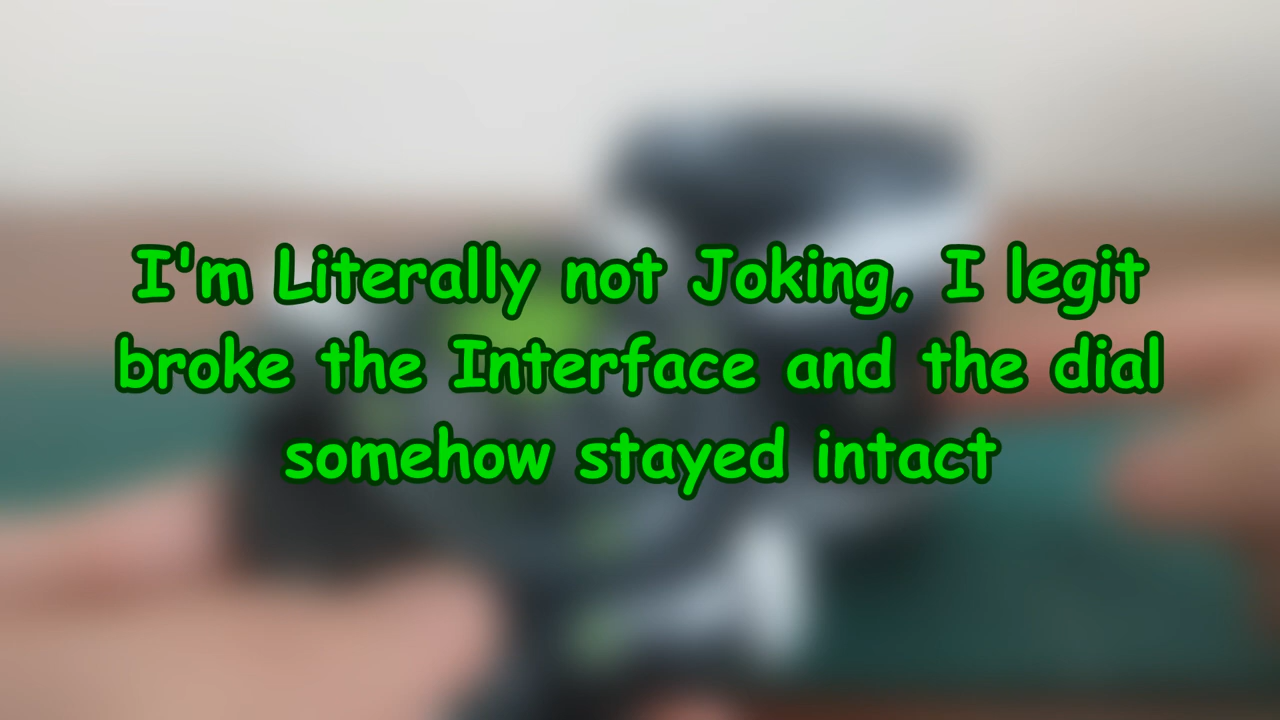 I'm Literally not Joking, I legit
broke the Interface and the dial
somehow stayed intact